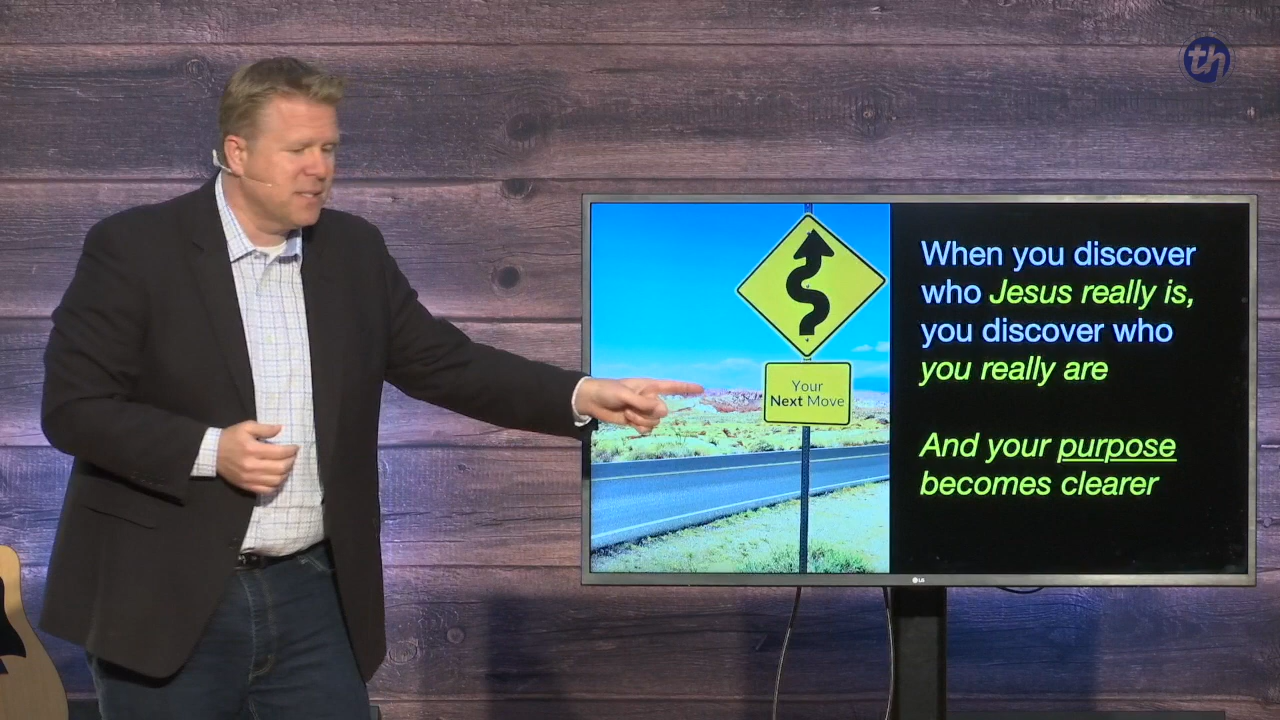 th
When you discover
who Jesus really is,
you discover who
you really are
And your purpose
becomes clearer
Your
Next Move
LG